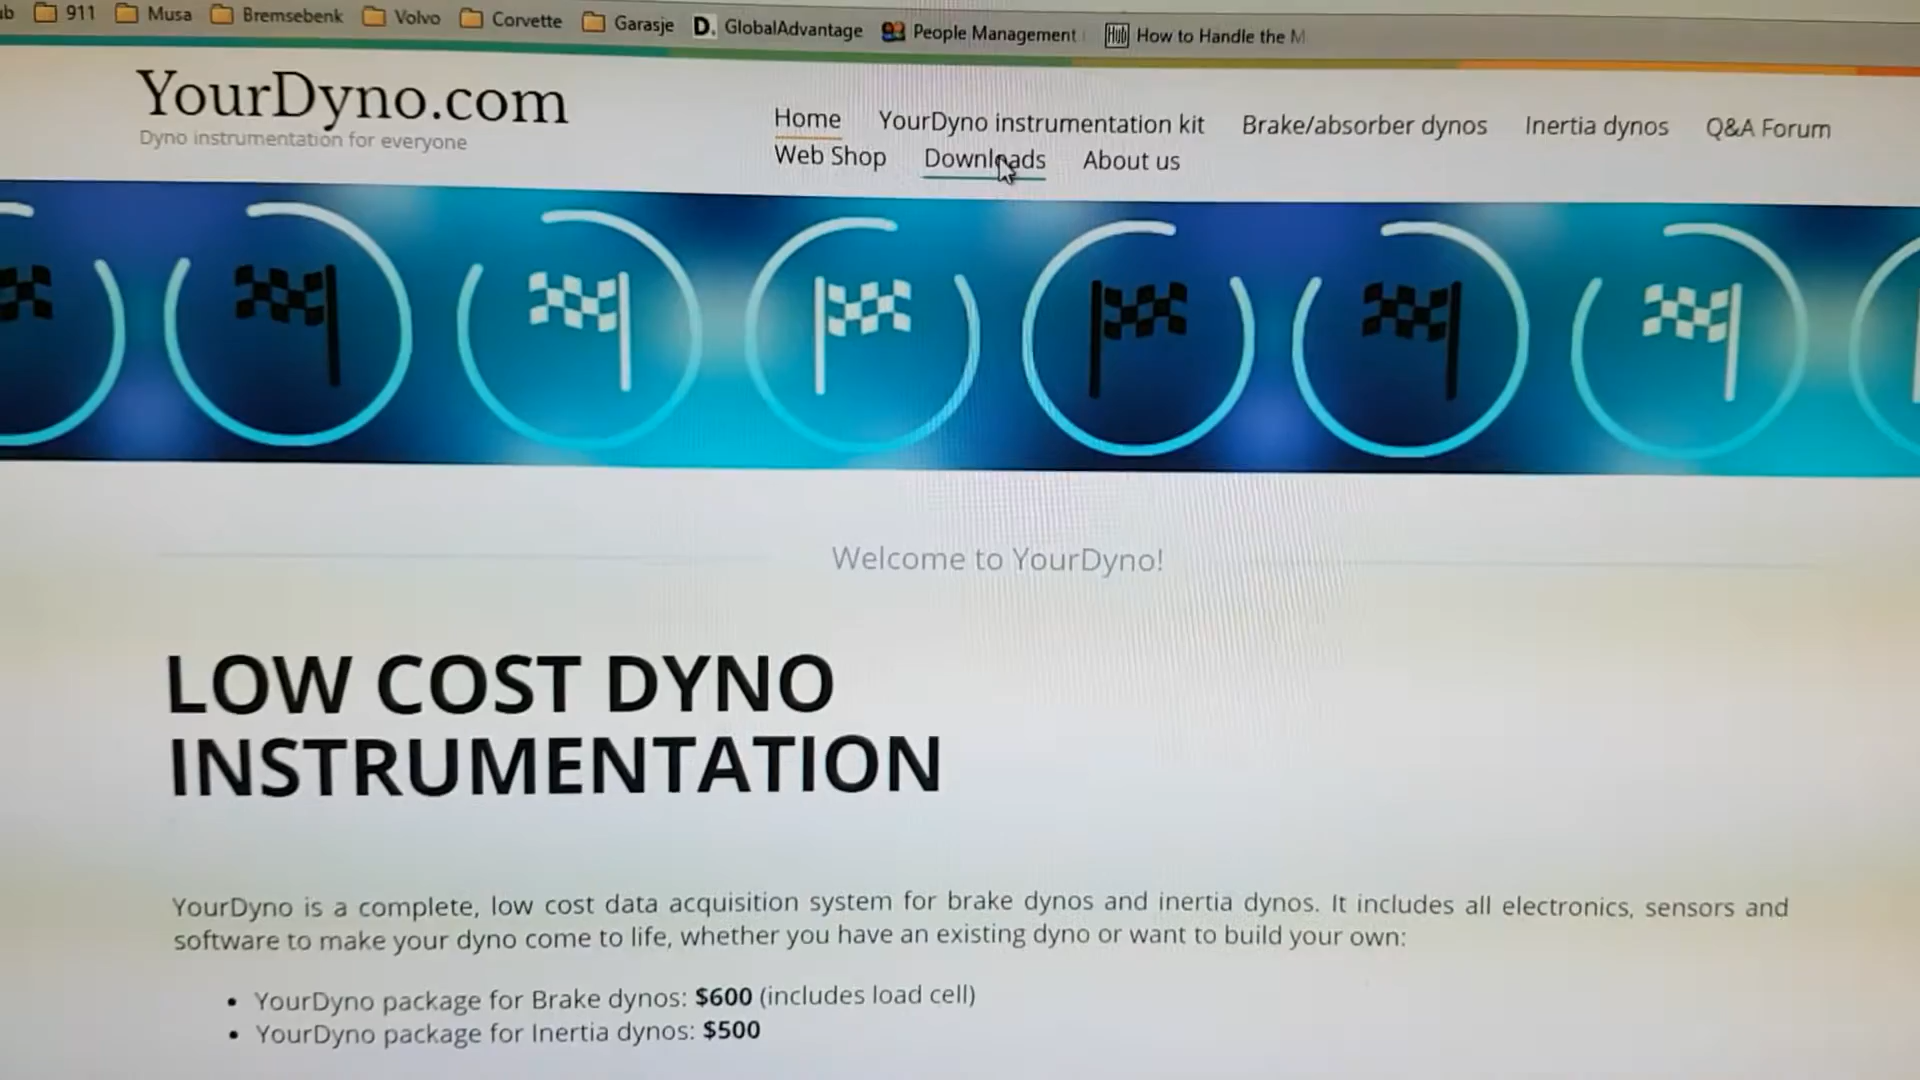 911 Musa Bremsebenk Volvo Corvette Garasje D. GlobalAdvantage People Management Hub How to Handle the M
YourDyno.com
Dyno instrumentation for everyone
Home YourDyno instrumentation kit Brake/absorber dynos Inertia dynos Q&A Forum
Web Shop Downloads About us
Welcome to YourDyno!
LOW COST DYNO
INSTRUMENTATION
YourDyno is a complete, low cost data acquisition system for brake dynos and inertia dynos. It includes all electronics, sensors and
software to make your dyno come to life, whether you have an existing dyno or want to build your own:
• YourDyno package for Brake dynos: $600 (includes load cell)
• YourDyno package for Inertia dynos: $500